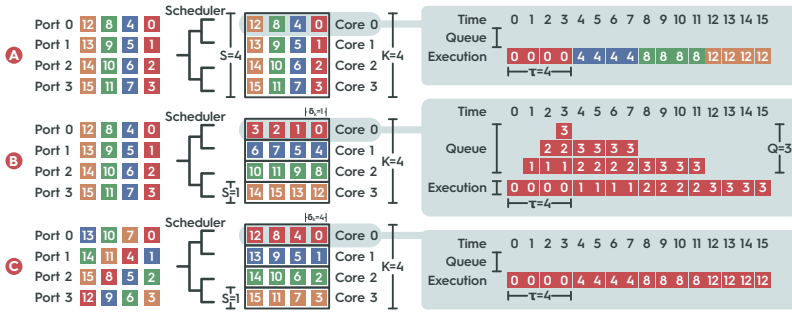 Scheduler
A
Port 0 12 8 4 0
Port 1 13 9 5 1
Port 2 14 10 6 2
Port 3 15 11 7 3
S=4
12 8 4 0 Core 0
13 9 5 1 Core 1
14 10 6 2 Core 2
15 11 7 3 Core 3
K=4
Time 0 1 2 3 4 5 6 7 8 9 10 11 12 13 14 15
Queue
Execution 0 0 0 0 4 4 4 4 8 8 8 8 12 12 12 12
τ=4
Scheduler
B
Port 0 12 8 4 0
Port 1 13 9 5 1
Port 2 14 10 6 2
Port 3 15 11 7 3
S=1
δₖ=1
3 2 1 0 Core 0
6 7 5 4 Core 1
10 11 9 8 Core 2
14 15 13 12 Core 3
K=4
Time 0 1 2 3 4 5 6 7 8 9 10 11 12 13 14 15
3
Queue 2 2 3 3 3 3
1 1 1 2 2 2 2 3 3 3 3
Q=3
Execution 0 0 0 0 1 1 1 1 2 2 2 2 3 3 3 3
τ=4
Scheduler
C
Port 0 13 10 7 0
Port 1 14 11 4 1
Port 2 15 8 5 2
Port 3 12 9 6 3
S=1
δₖ=4
12 8 4 0 Core 0
13 9 5 1 Core 1
14 10 6 2 Core 2
15 11 7 3 Core 3
K=4
Time 0 1 2 3 4 5 6 7 8 9 10 11 12 13 14 15
Queue
Execution 0 0 0 0 4 4 4 4 8 8 8 8 12 12 12 12
τ=4